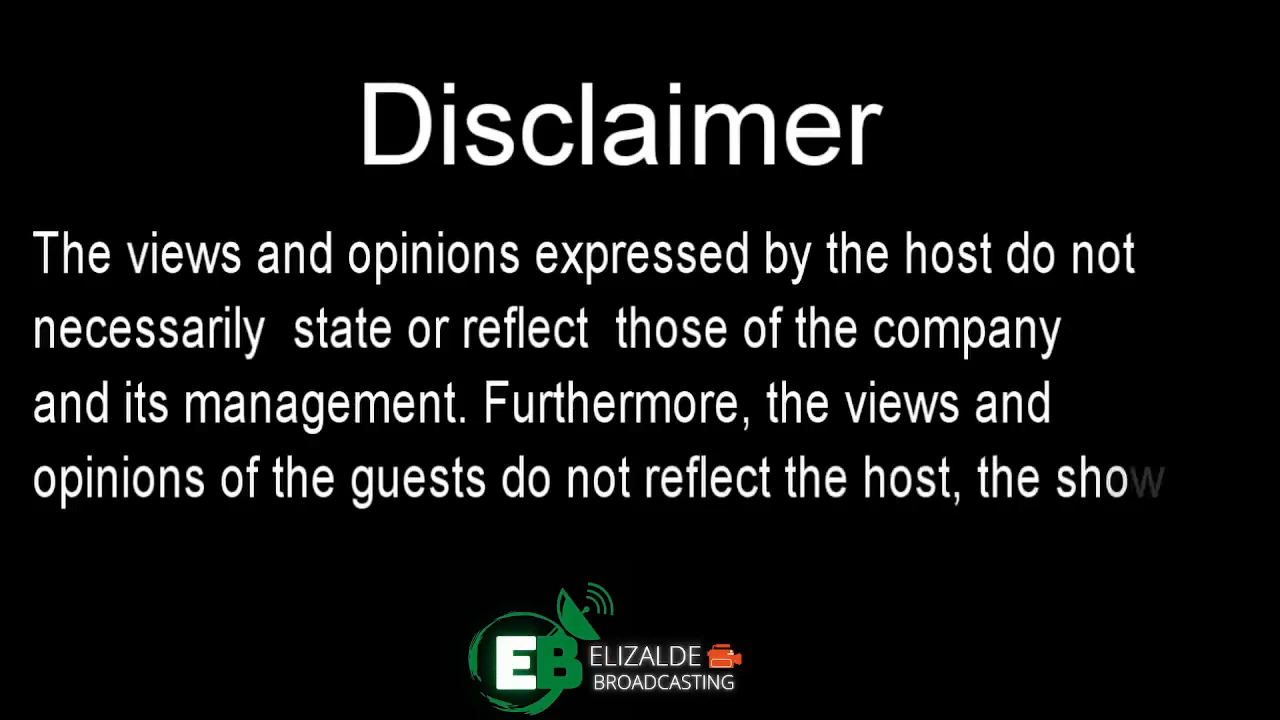 Disclaimer
The views and opinions expressed by the host do not
necessarily  state or reflect  those of the company
and its management. Furthermore, the views and
opinions of the guests do not reflect the host, the show
EB
ELIZALDE
BROADCASTING